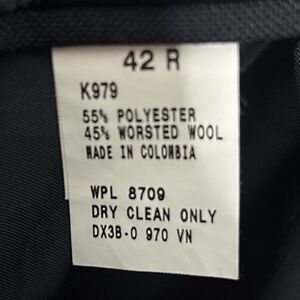 42 R
K979
55% POLYESTER
45% WORSTED WOOL
MADE IN COLOMBIA
WPL 8709
DRY CLEAN ONLY
DX3B-0 970 VN